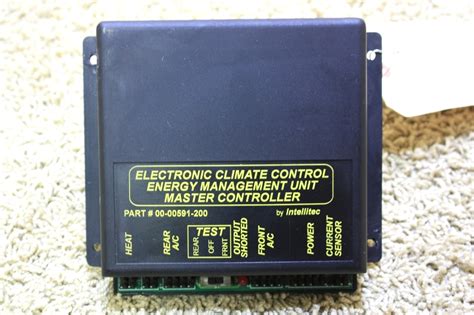 ELECTRONIC CLIMATE CONTROL
ENERGY MANAGEMENT UNIT
MASTER CONTROLLER
PART # 00-00591-200
by Intellitec
HEAT
REAR
A/C
TEST
REAR
OFF
FRNT
OUTPUT
SHORTED
FRONT
A/C
POWER
CURRENT
SENSOR